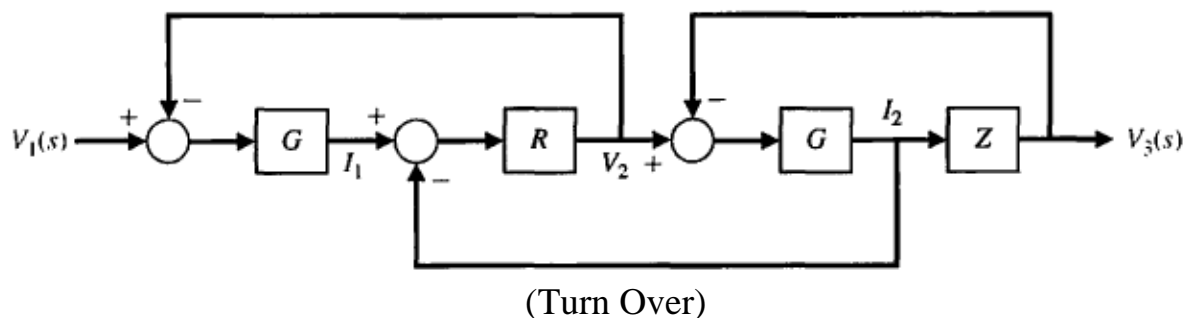 − −
+ + I₂
V₁(s) G R G Z V₃(s)
I₁ − V₂ +
(Turn Over)